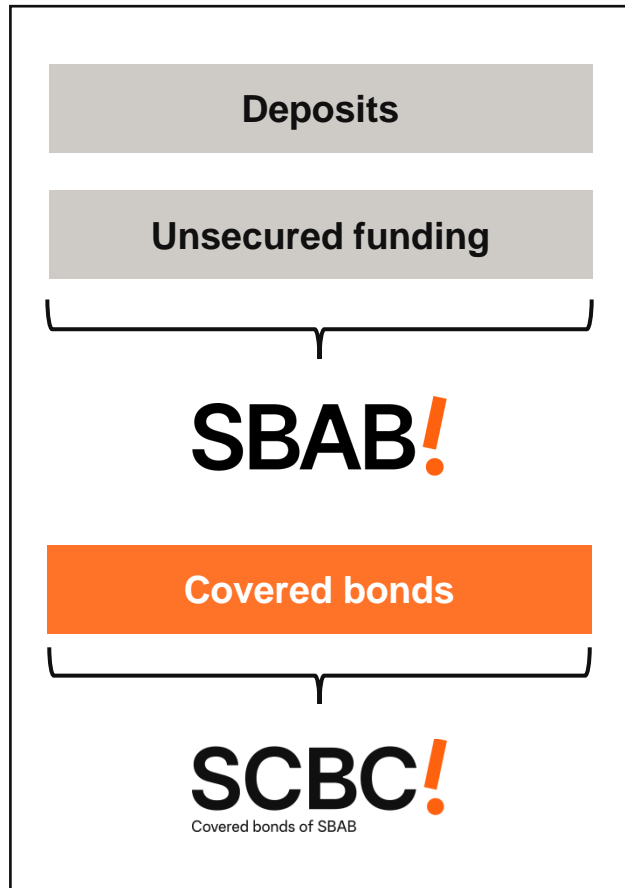 Deposits
Unsecured funding
SBAB!
Covered bonds
SCBC!
Covered bonds of SBAB